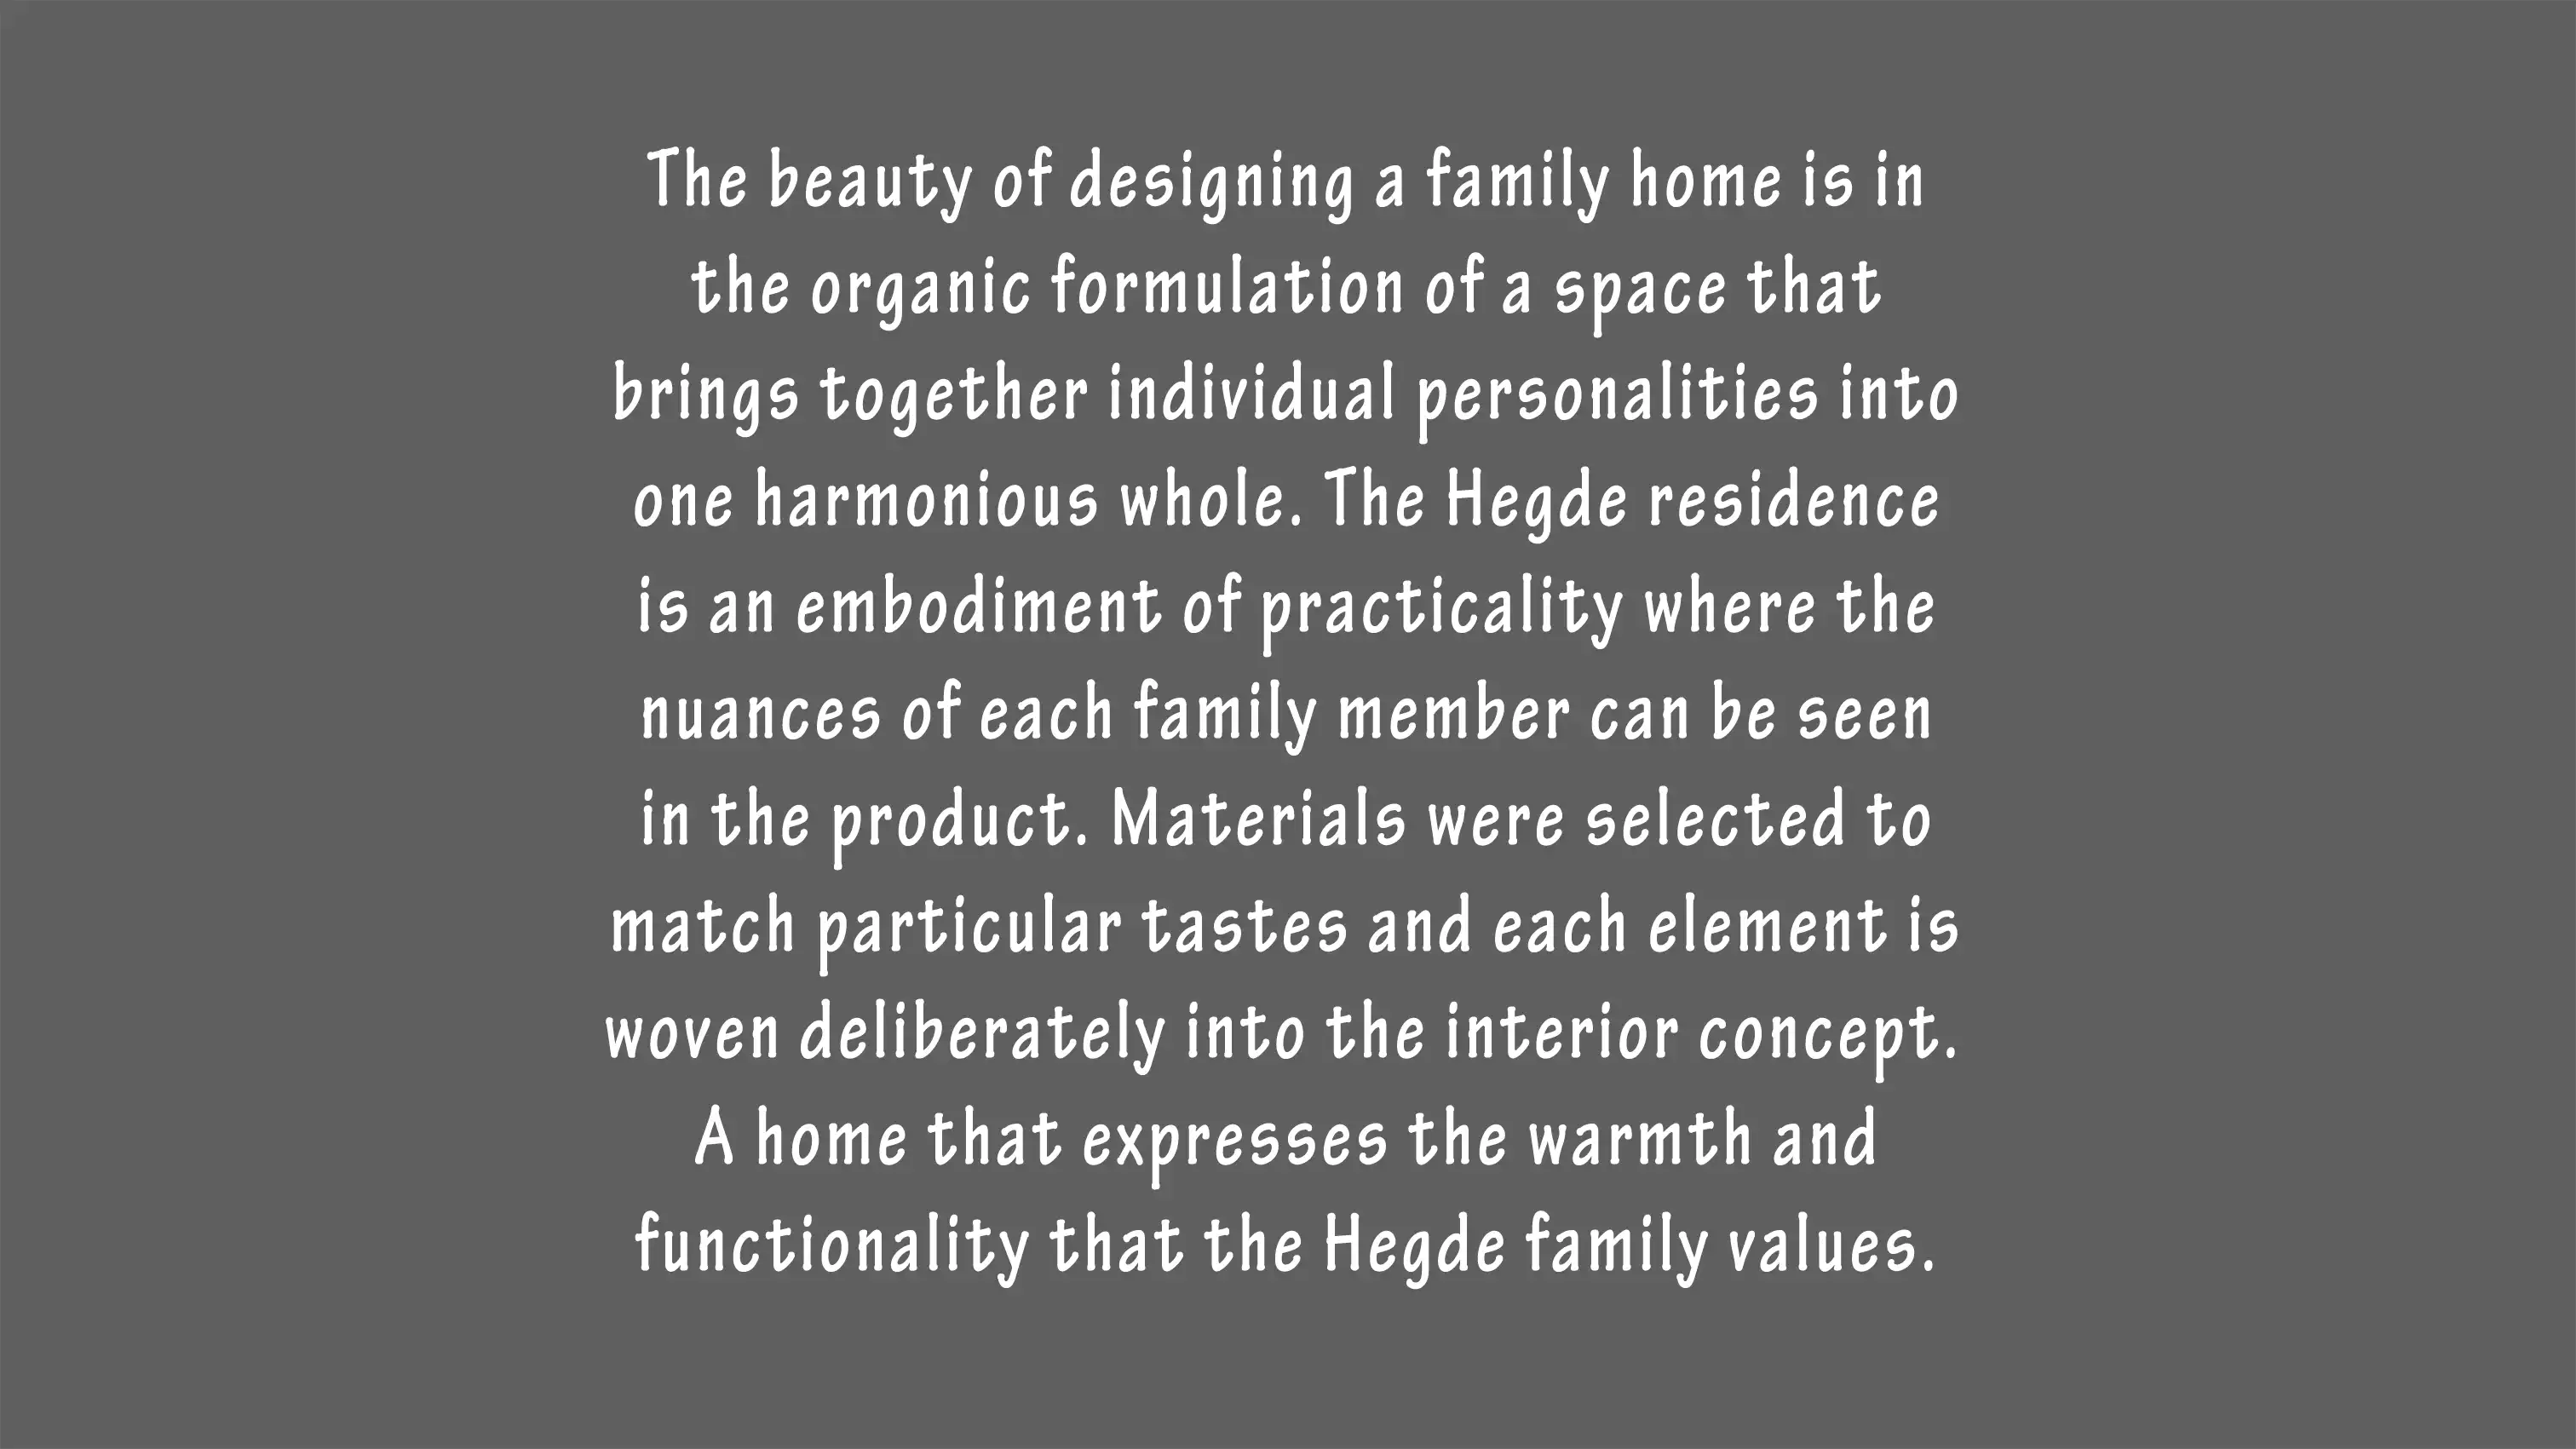 The beauty of designing a family home is in
the organic formulation of a space that
brings together individual personalities into
one harmonious whole. The Hegde residence
is an embodiment of practicality where the
nuances of each family member can be seen
in the product. Materials were selected to
match particular tastes and each element is
woven deliberately into the interior concept.
A home that expresses the warmth and
functionality that the Hegde family values.